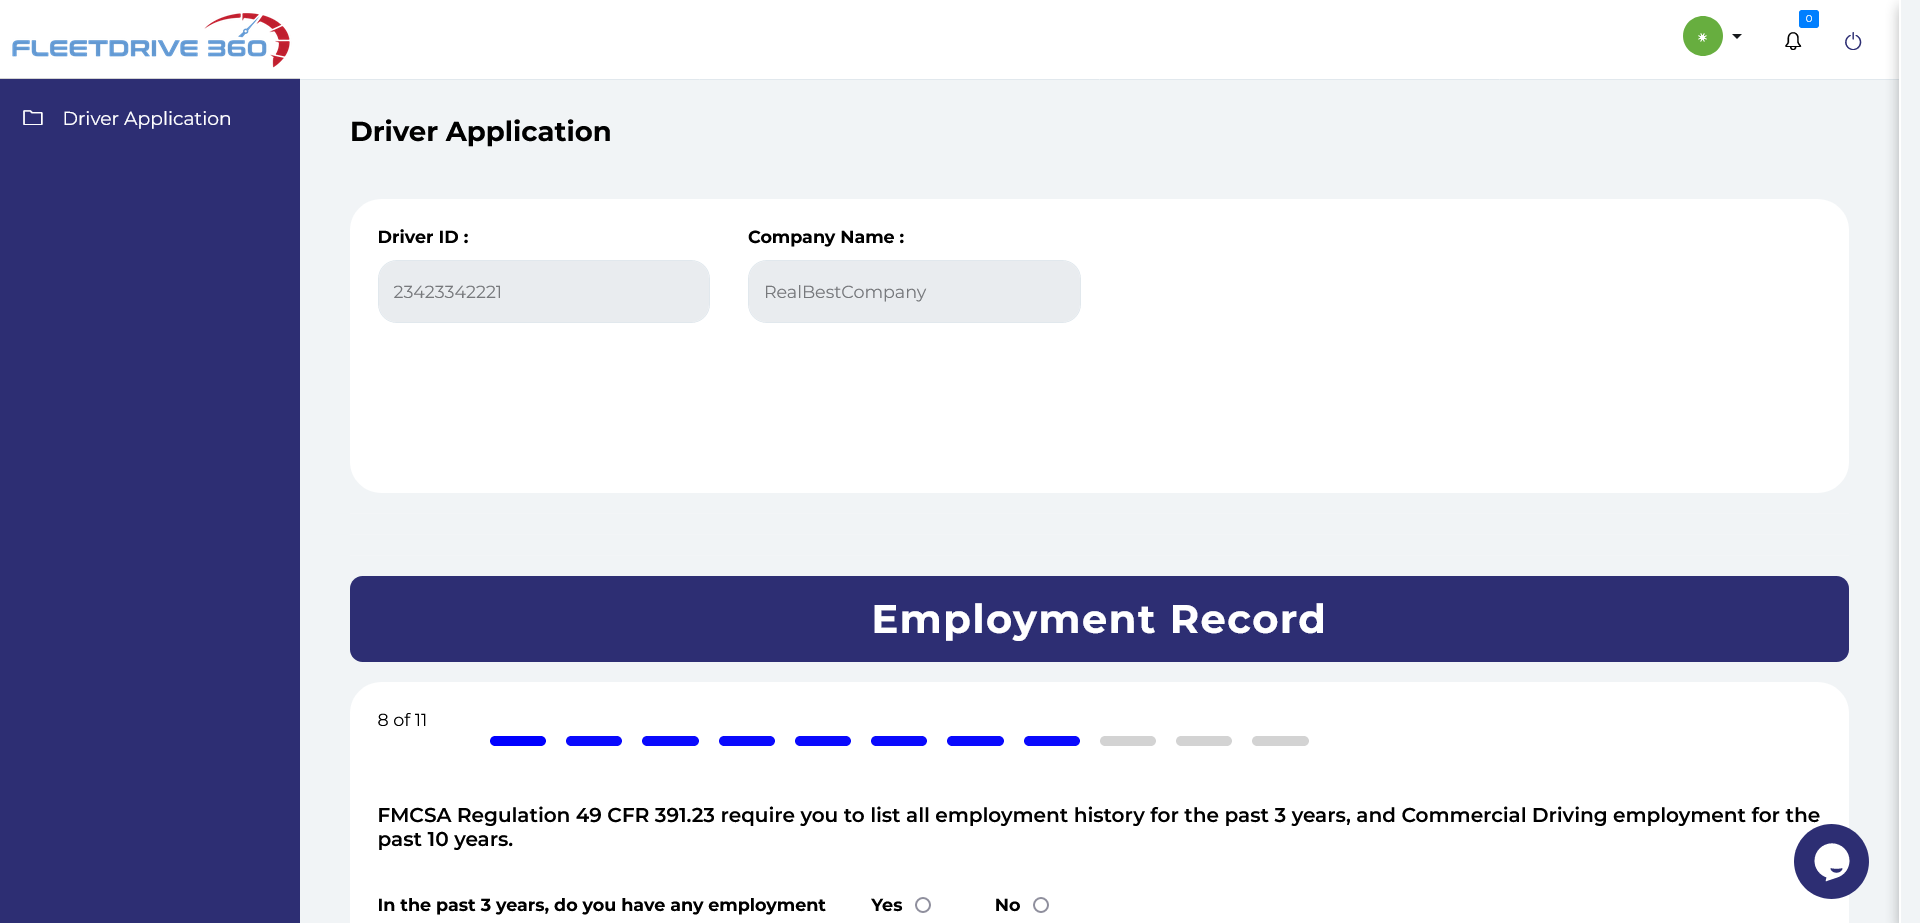 FLEETDRIVE 360
0
Driver Application
Driver Application
Driver ID :
Company Name :
23423342221
RealBestCompany
Employment Record
8 of 11
FMCSA Regulation 49 CFR 391.23 require you to list all employment history for the past 3 years, and Commercial Driving employment for the
past 10 years.
In the past 3 years, do you have any employment Yes No